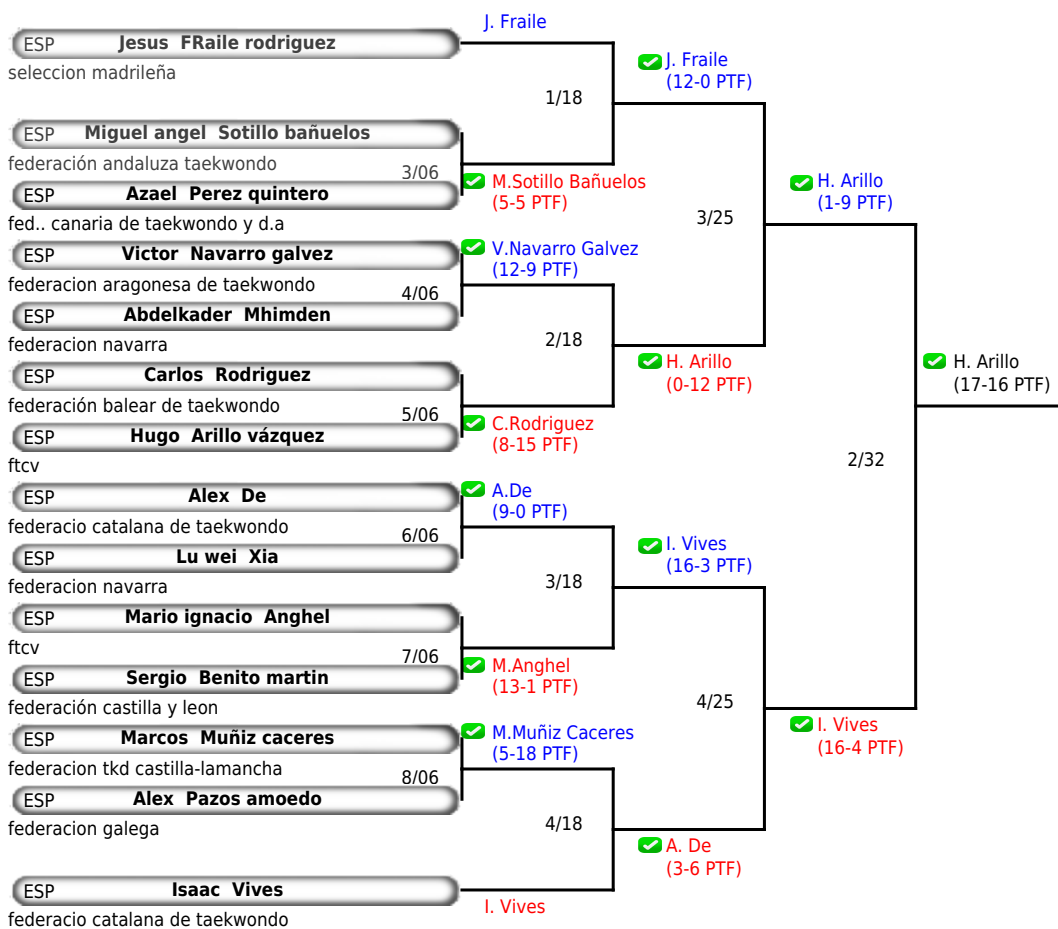 J. Fraile
ESP Jesus FRaile rodriguez
seleccion madrileña
J. Fraile
(12-0 PTF)
1/18
ESP Miguel angel Sotillo bañuelos
federación andaluza taekwondo
3/06
M.Sotillo Bañuelos
(5-5 PTF)
ESP Azael Perez quintero
fed.. canaria de taekwondo y d.a
H. Arillo
(1-9 PTF)
3/25
ESP Victor Navarro galvez
federacion aragonesa de taekwondo
V.Navarro Galvez
(12-9 PTF)
4/06
ESP Abdelkader Mhimden
federacion navarra
2/18
H. Arillo
(0-12 PTF)
H. Arillo
(17-16 PTF)
ESP Carlos Rodriguez
federación balear de taekwondo
5/06
C.Rodriguez
(8-15 PTF)
ESP Hugo Arillo vázquez
ftcv
2/32
ESP Alex De
federacio catalana de taekwondo
A.De
(9-0 PTF)
6/06
ESP Lu wei Xia
federacion navarra
I. Vives
(16-3 PTF)
3/18
ESP Mario ignacio Anghel
ftcv
7/06
M.Anghel
(13-1 PTF)
ESP Sergio Benito martin
federación castilla y leon
4/25
I. Vives
(16-4 PTF)
ESP Marcos Muñiz caceres
federacion tkd castilla-lamancha
M.Muñiz Caceres
(5-18 PTF)
8/06
ESP Alex Pazos amoedo
federacion galega
4/18
A. De
(3-6 PTF)
ESP Isaac Vives
federacio catalana de taekwondo
I. Vives